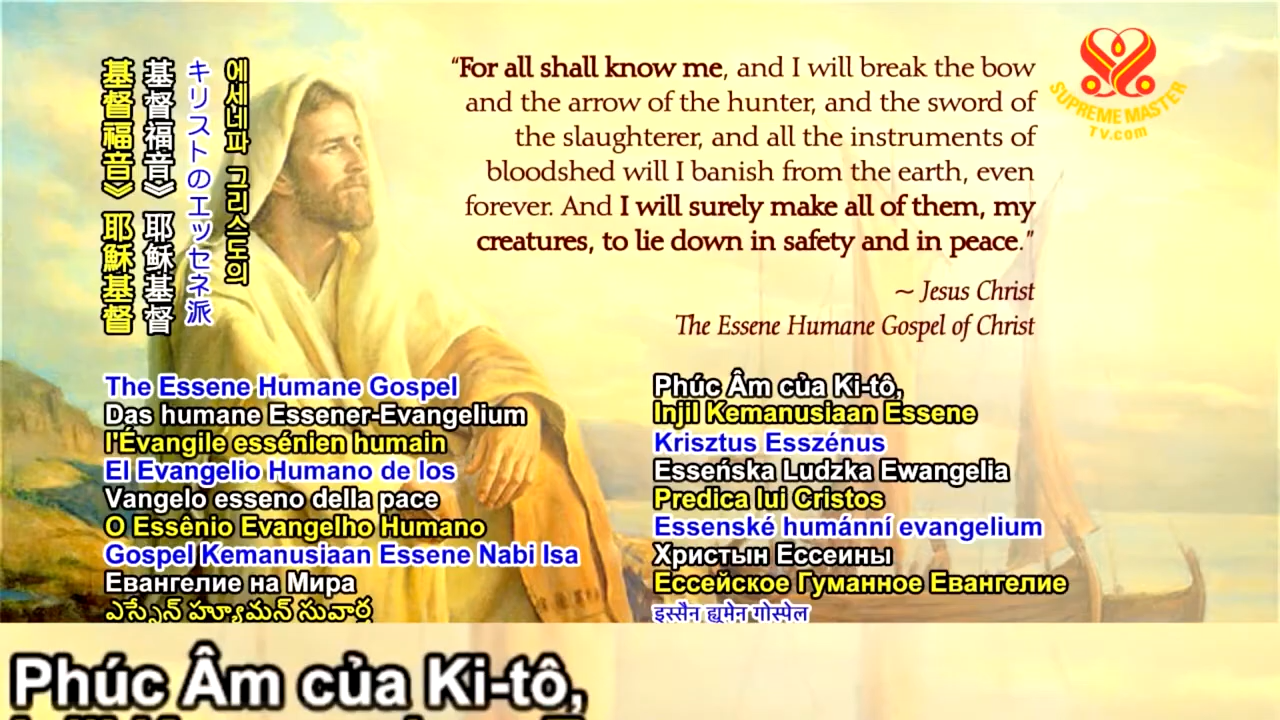 에세네파 그리스도의
キリストのエッセネ派
基督福音》 耶穌基督
基督福音》 耶穌基督
“For all shall know me, and I will break the bow
and the arrow of the hunter, and the sword of
the slaughterer, and all the instruments of
bloodshed will I banish from the earth, even
forever. And I will surely make all of them, my
creatures, to lie down in safety and in peace.”
~ Jesus Christ
The Essene Humane Gospel of Christ
SUPREME MASTER
TV.com
The Essene Humane Gospel
Das humane Essener-Evangelium
l'Évangile essénien humain
El Evangelio Humano de los
Vangelo esseno della pace
O Essênio Evangelho Humano
Gospel Kemanusiaan Essene Nabi Isa
Евангелие на Мира
ఎస్సేన్ హ్యూమన్ సువార్త
Phúc Âm của Ki-tô,
Injil Kemanusiaan Essene
Krisztus Esszénus
Esseńska Ludzka Ewangelia
Predica lui Cristos
Essenské humánní evangelium
Христын Ессеины
Ессейское Гуманное Евангелие
इस्सैन ह्युमेन गोस्पेल
Phúc Âm của Ki-tô,